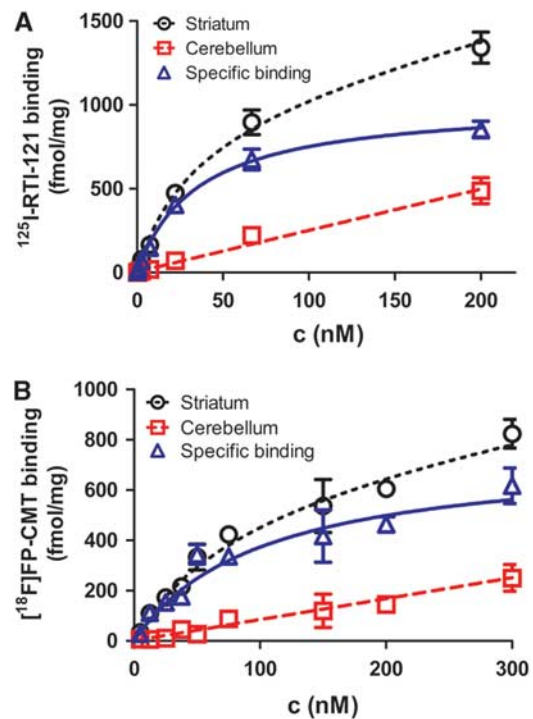 A
1500
1000
500
0
¹²⁵I-RTI-121 binding
(fmol/mg)
Striatum
Cerebellum
Specific binding
0 50 100 150 200
c (nM)
B
1000
800
600
400
200
0
[¹⁸F]FP-CMT binding
(fmol/mg)
Striatum
Cerebellum
Specific binding
0 100 200 300
c (nM)